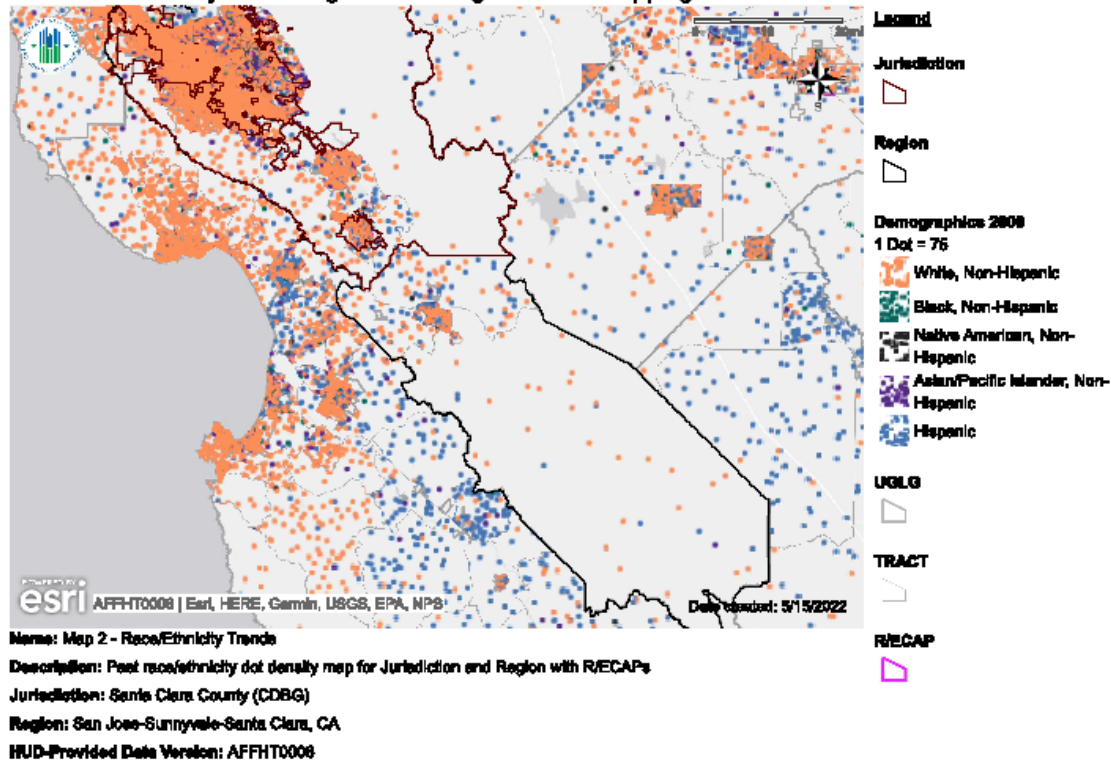 Legend
Jurisdiction
Region
Demographics 2000
1 Dot = 75
White, Non-Hispanic
Black, Non-Hispanic
Native American, Non-
Hispanic
Asian/Pacific Islander, Non-
Hispanic
Hispanic
UGLG
TRACT
R/ECAP
POWERED BY
esri
AFFHT0006 | Esri, HERE, Garmin, USGS, EPA, NPS
Date created: 5/15/2022
Name: Map 2 - Race/Ethnicity Trends
Description: Past race/ethnicity dot density map for Jurisdiction and Region with R/ECAPs
Jurisdiction: Santa Clara County (CDBG)
Region: San Jose-Sunnyvale-Santa Clara, CA
HUD-Provided Data Version: AFFHT0006